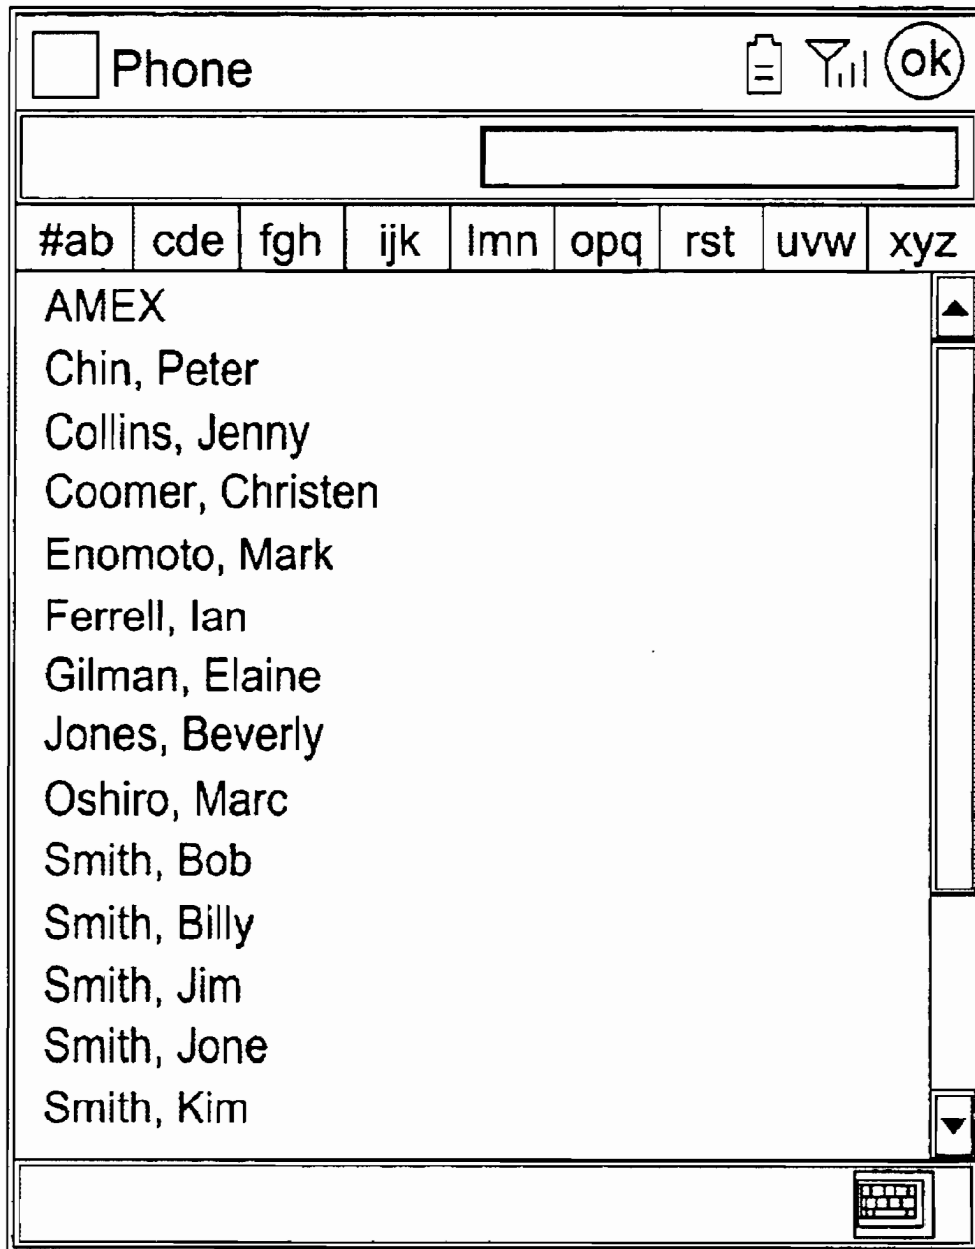 Phone ok
#ab cde fgh ijk lmn opq rst uvw xyz
AMEX
Chin, Peter
Collins, Jenny
Coomer, Christen
Enomoto, Mark
Ferrell, Ian
Gilman, Elaine
Jones, Beverly
Oshiro, Marc
Smith, Bob
Smith, Billy
Smith, Jim
Smith, Jone
Smith, Kim